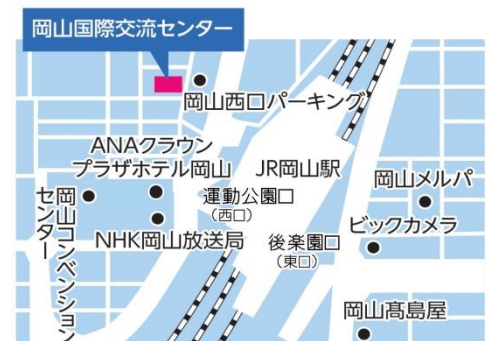 岡山国際交流センター
岡山西口パーキング
ANAクラウン
プラザホテル岡山
JR岡山駅
運動公園口
(西口)
岡山メルパ
岡山コンベンション
センター
NHK岡山放送局
後楽園口
(東口)
ビックカメラ
岡山髙島屋